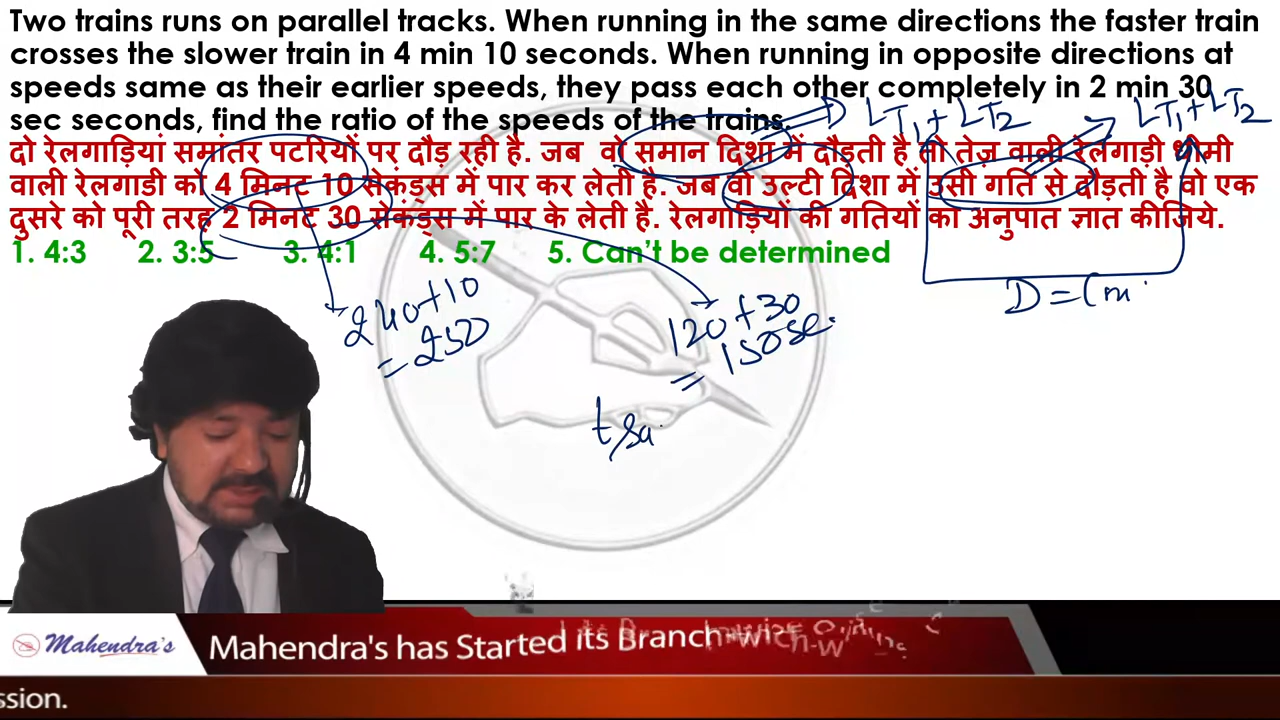 Two trains runs on parallel tracks. When running in the same directions the faster train
crosses the slower train in 4 min 10 seconds. When running in opposite directions at
speeds same as their earlier speeds, they pass each other completely in 2 min 30
sec seconds, find the ratio of the speeds of the trains.
LT1 + LT2
LT1 + LT2
दो रेलगाड़ियां समांतर पटरियों पर दौड़ रही है. जब वो समान दिशा में दौड़ती है तो तेज़ वाली रेलगाड़ी धीमी
वाली रेलगाडी को 4 मिनट 10 सेकंड्स में पार कर लेती है. जब वो उल्टी दिशा में उसी गति से दौड़ती है वो एक
दुसरे को पूरी तरह 2 मिनट 30 सेकंड्स में पार के लेती है. रेलगाड़ियों की गतियों का अनुपात ज्ञात कीजिये.
1. 4:3 2. 3:5 3. 4:1 4. 5:7 5. Can't be determined
240+10
= 250
120+30
= 150 se.
D = (m
t sa
Mahendra's
Mahendra's has Started its Branch-w
ssion.